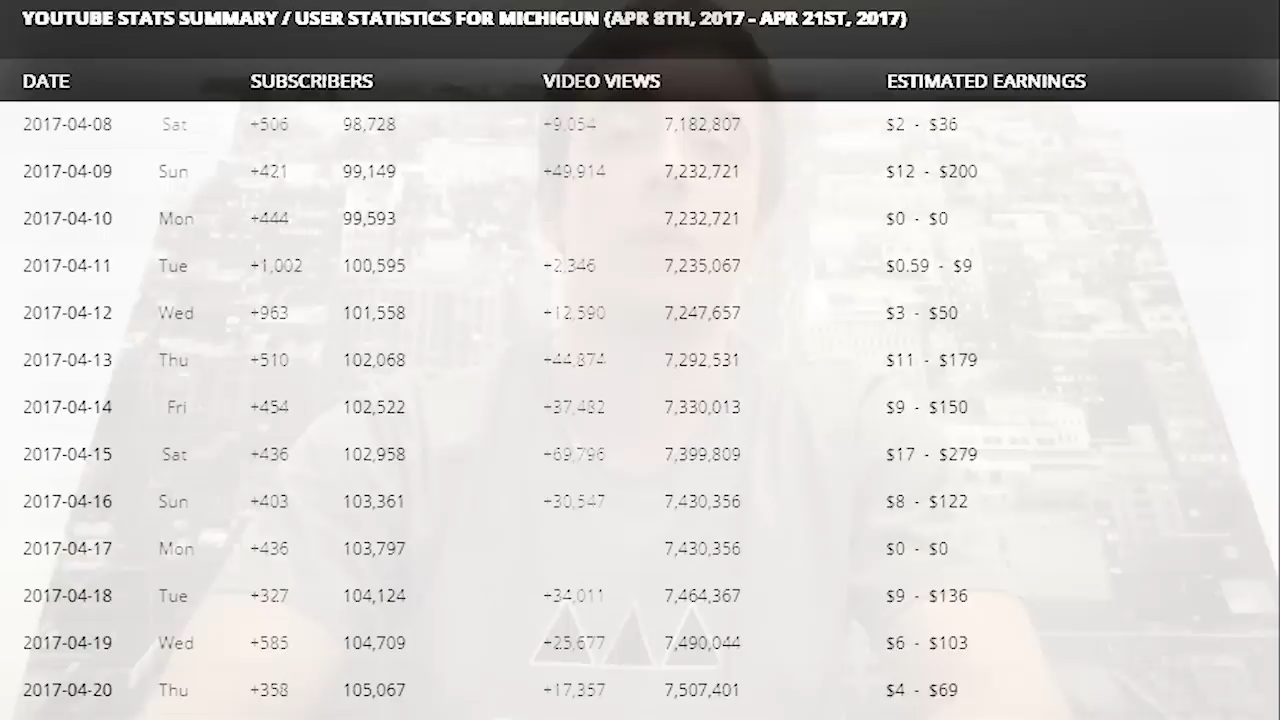 YOUTUBE STATS SUMMARY / USER STATISTICS FOR MICHIGUN (APR 8TH, 2017 - APR 21ST, 2017)
DATE SUBSCRIBERS VIDEO VIEWS ESTIMATED EARNINGS
2017-04-08 Sat +506 98,728 +9,054 7,182,807 $2 - $36
2017-04-09 Sun +421 99,149 +49,914 7,232,721 $12 - $200
2017-04-10 Mon +444 99,593 7,232,721 $0 - $0
2017-04-11 Tue +1,002 100,595 +2,346 7,235,067 $0.59 - $9
2017-04-12 Wed +963 101,558 +12,590 7,247,657 $3 - $50
2017-04-13 Thu +510 102,068 +44,874 7,292,531 $11 - $179
2017-04-14 Fri +454 102,522 +37,482 7,330,013 $9 - $150
2017-04-15 Sat +436 102,958 +69,796 7,399,809 $17 - $279
2017-04-16 Sun +403 103,361 +30,547 7,430,356 $8 - $122
2017-04-17 Mon +436 103,797 7,430,356 $0 - $0
2017-04-18 Tue +327 104,124 +34,011 7,464,367 $9 - $136
2017-04-19 Wed +585 104,709 +25,677 7,490,044 $6 - $103
2017-04-20 Thu +358 105,067 +17,357 7,507,401 $4 - $69